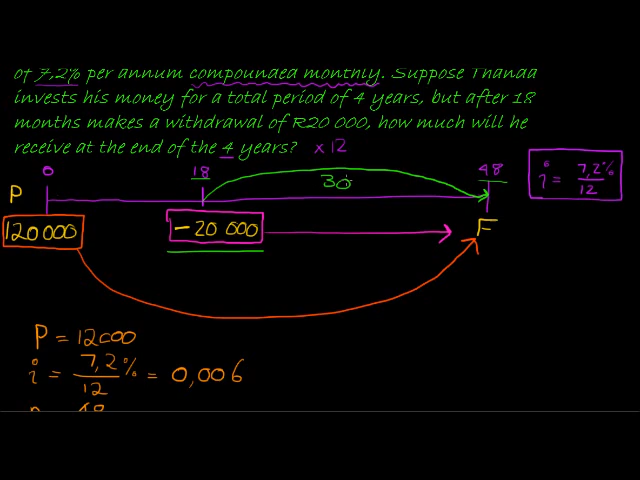 of 7,2% per annum compounded monthly. Suppose Thanda
invests his money for a total period of 4 years, but after 18
months makes a withdrawal of R20 000, how much will he
receive at the end of the 4 years? x 12
0 18 48
30
i = 7,2% / 12
P
120000 - 20 000 F
P = 12000
i = 7,2% / 12 = 0,006